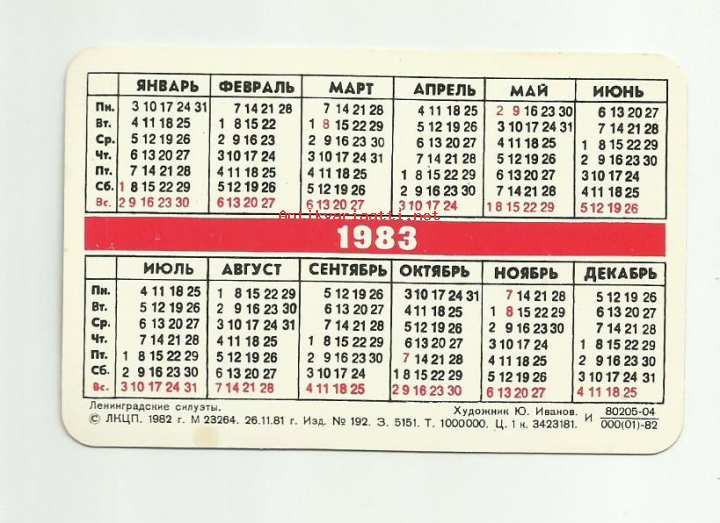 ЯНВАРЬ ФЕВРАЛЬ МАРТ АПРЕЛЬ МАЙ ИЮНЬ
Пн. 3 10 17 24 31 7 14 21 28 7 14 21 28 4 11 18 25 2 9 16 23 30 6 13 20 27
Вт. 4 11 18 25 1 8 15 22 1 8 15 22 29 5 12 19 26 3 10 17 24 31 7 14 21 28
Ср. 5 12 19 26 2 9 16 23 2 9 16 23 30 6 13 20 27 4 11 18 25 1 8 15 22 29
Чт. 6 13 20 27 3 10 17 24 3 10 17 24 31 7 14 21 28 5 12 19 26 2 9 16 23 30
Пт. 7 14 21 28 4 11 18 25 4 11 18 25 1 8 15 22 29 6 13 20 27 3 10 17 24
Сб. 1 8 15 22 29 5 12 19 26 5 12 19 26 2 9 16 23 30 7 14 21 28 4 11 18 25
Вс. 2 9 16 23 30 6 13 20 27 6 13 20 27 3 10 17 24 1 8 15 22 29 5 12 19 26
Antikvariaatti.net
1983
ИЮЛЬ АВГУСТ СЕНТЯБРЬ ОКТЯБРЬ НОЯБРЬ ДЕКАБРЬ
Пн. 4 11 18 25 1 8 15 22 29 5 12 19 26 3 10 17 24 31 7 14 21 28 5 12 19 26
Вт. 5 12 19 26 2 9 16 23 30 6 13 20 27 4 11 18 25 1 8 15 22 29 6 13 20 27
Ср. 6 13 20 27 3 10 17 24 31 7 14 21 28 5 12 19 26 2 9 16 23 30 7 14 21 28
Чт. 7 14 21 28 4 11 18 25 1 8 15 22 29 6 13 20 27 3 10 17 24 1 8 15 22 29
Пт. 1 8 15 22 29 5 12 19 26 2 9 16 23 30 7 14 21 28 4 11 18 25 2 9 16 23 30
Сб. 2 9 16 23 30 6 13 20 27 3 10 17 24 1 8 15 22 29 5 12 19 26 3 10 17 24 31
Вс. 3 10 17 24 31 7 14 21 28 4 11 18 25 2 9 16 23 30 6 13 20 27 4 11 18 25
Ленинградские силуэты. Художник Ю. Иванов. И 80205-04
© ЛКЦП. 1982 г. М 23264. 26.11.81 г. Изд. № 192. З. 5151. Т. 1000000. Ц. 1 к. 3423181. 000(01)-82